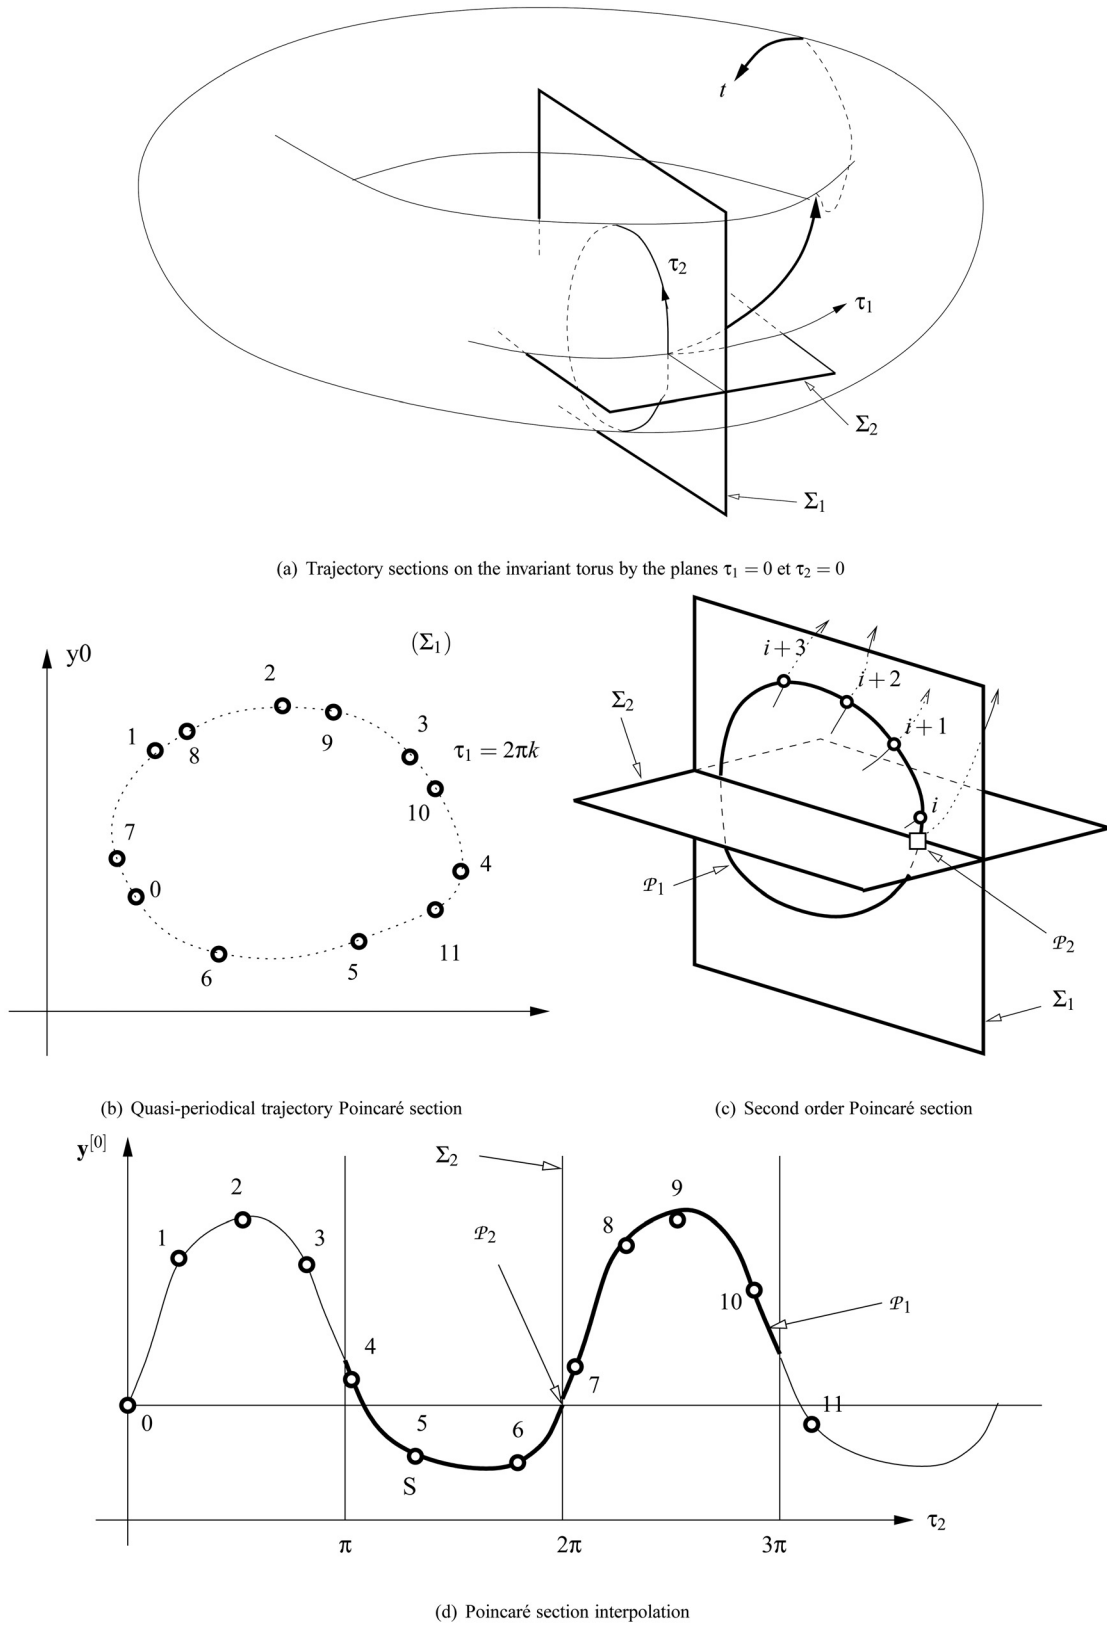 t
τ2
τ1
Σ2
Σ1
(a) Trajectory sections on the invariant torus by the planes τ1 = 0 et τ2 = 0
y0
(Σ1)
2
1
8
9
3
τ1 = 2πk
10
7
0
4
11
6
5
i+3
i+2
i+1
i
Σ2
𝒫1
𝒫2
Σ1
(b) Quasi-periodical trajectory Poincaré section
(c) Second order Poincaré section
y[0]
Σ2
2
1
3
𝒫2
9
8
4
10
𝒫1
7
11
0
5
6
S
π
2π
3π
τ2
(d) Poincaré section interpolation